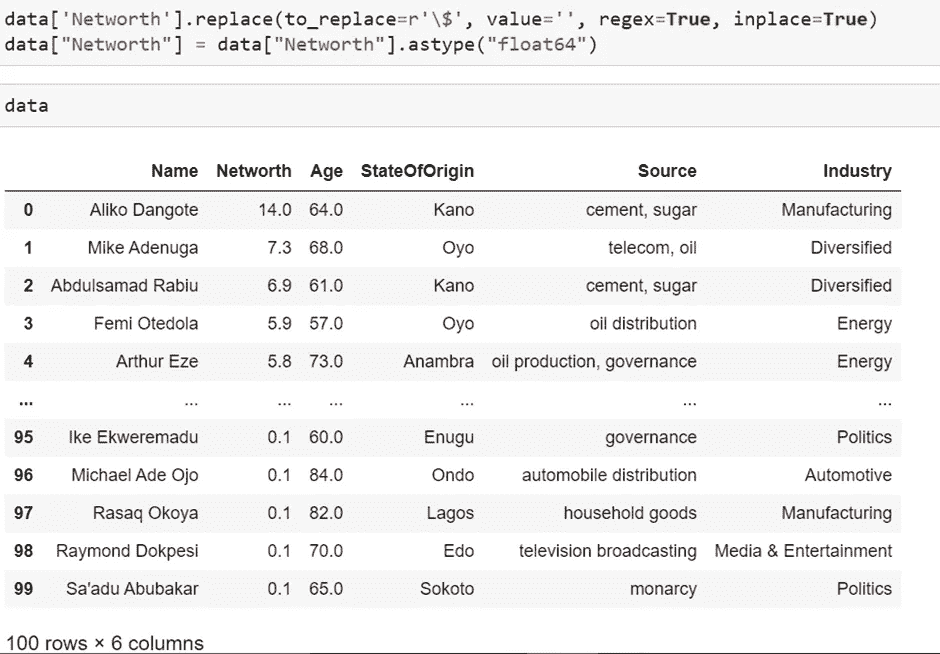 data['Networth'].replace(to_replace=r'\$', value='', regex=True, inplace=True)
data["Networth"] = data["Networth"].astype("float64")
data
Name Networth Age StateOfOrigin Source Industry
0 Aliko Dangote 14.0 64.0 Kano cement, sugar Manufacturing
1 Mike Adenuga 7.3 68.0 Oyo telecom, oil Diversified
2 Abdulsamad Rabiu 6.9 61.0 Kano cement, sugar Diversified
3 Femi Otedola 5.9 57.0 Oyo oil distribution Energy
4 Arthur Eze 5.8 73.0 Anambra oil production, governance Energy
... ... ... ... ... ... ...
95 Ike Ekweremadu 0.1 60.0 Enugu governance Politics
96 Michael Ade Ojo 0.1 84.0 Ondo automobile distribution Automotive
97 Rasaq Okoya 0.1 82.0 Lagos household goods Manufacturing
98 Raymond Dokpesi 0.1 70.0 Edo television broadcasting Media & Entertainment
99 Sa'adu Abubakar 0.1 65.0 Sokoto monarcy Politics
100 rows × 6 columns